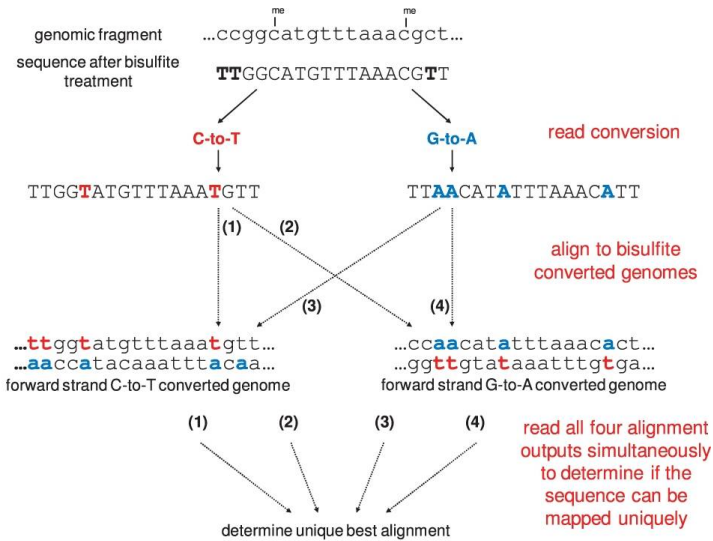 me me
genomic fragment …ccggcatgtttaaacgct…
sequence after bisulfite
treatment
TTGGCATGTTTAAACGTT
C-to-T G-to-A read conversion
TTGGTATGTTTAAATGTT TTAACATATTTAAACATT
(1) (2)
align to bisulfite
converted genomes
(3) (4)
…ttggtatgtttaaatgtt… …ccaacatatttaaacact…
…aaccatacaaatttacaa… …ggttgtataaatttgtga…
forward strand C-to-T converted genome forward strand G-to-A converted genome
(1) (2) (3) (4)
read all four alignment
outputs simultaneously
to determine if the
sequence can be
mapped uniquely
determine unique best alignment